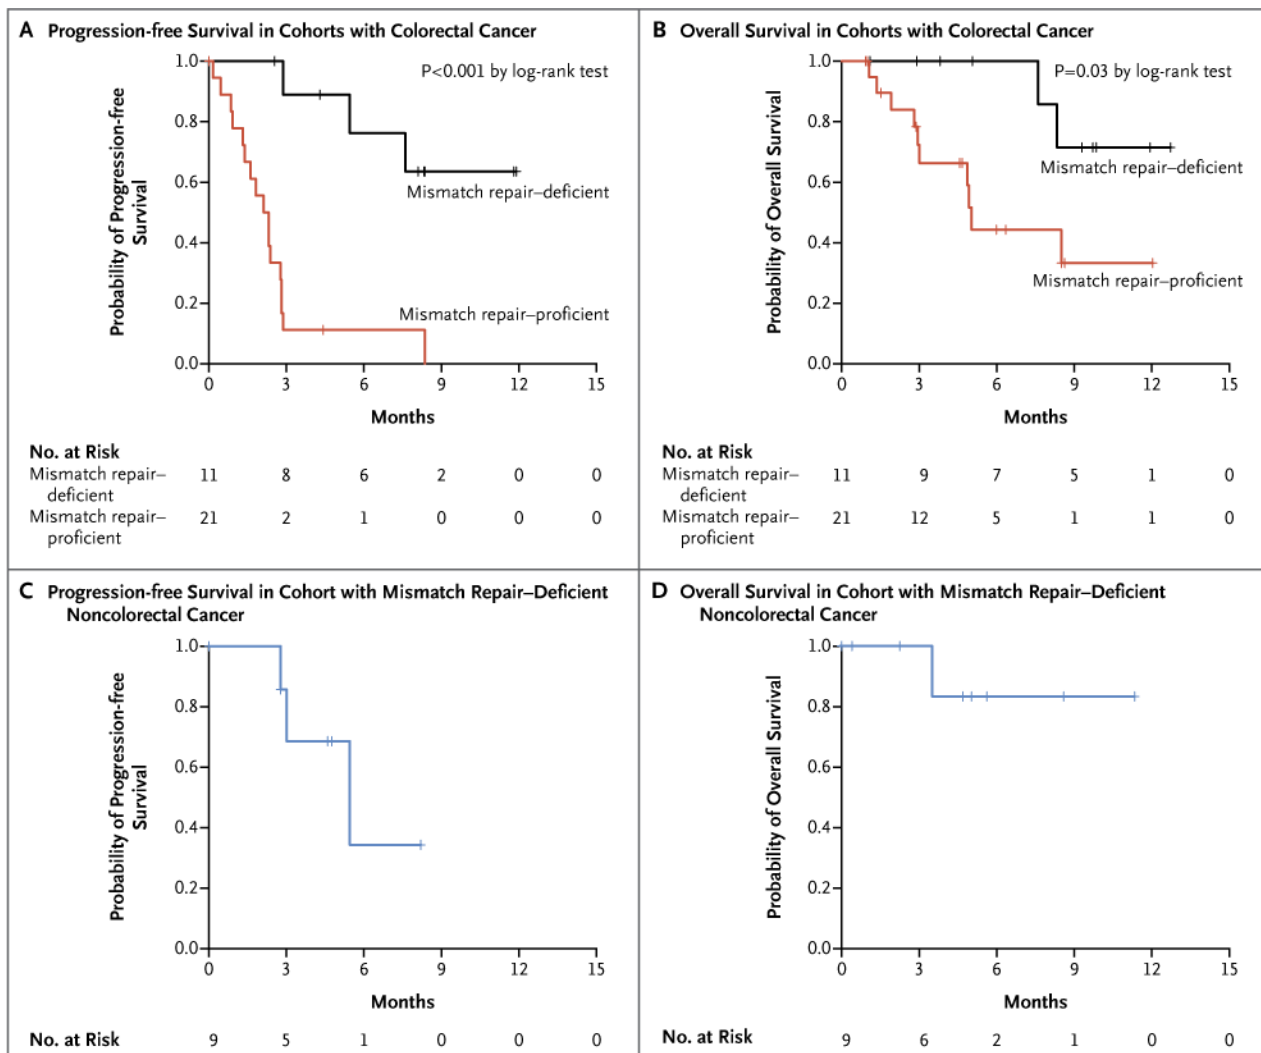 A Progression-free Survival in Cohorts with Colorectal Cancer
P<0.001 by log-rank test
Probability of Progression-free
Survival
1.0
0.8
0.6
0.4
0.2
0.0
Mismatch repair–deficient
Mismatch repair–proficient
0 3 6 9 12 15
Months
No. at Risk
Mismatch repair–
deficient
11 8 6 2 0 0
Mismatch repair–
proficient
21 2 1 0 0 0
B Overall Survival in Cohorts with Colorectal Cancer
P=0.03 by log-rank test
Probability of Overall Survival
1.0
0.8
0.6
0.4
0.2
0.0
Mismatch repair–deficient
Mismatch repair–proficient
0 3 6 9 12 15
Months
No. at Risk
Mismatch repair–
deficient
11 9 7 5 1 0
Mismatch repair–
proficient
21 12 5 1 1 0
C Progression-free Survival in Cohort with Mismatch Repair–Deficient
Noncolorectal Cancer
Probability of Progression-free
Survival
1.0
0.8
0.6
0.4
0.2
0.0
0 3 6 9 12 15
Months
No. at Risk 9 5 1 0 0 0
D Overall Survival in Cohort with Mismatch Repair–Deficient
Noncolorectal Cancer
Probability of Overall Survival
1.0
0.8
0.6
0.4
0.2
0.0
0 3 6 9 12 15
Months
No. at Risk 9 6 2 1 0 0